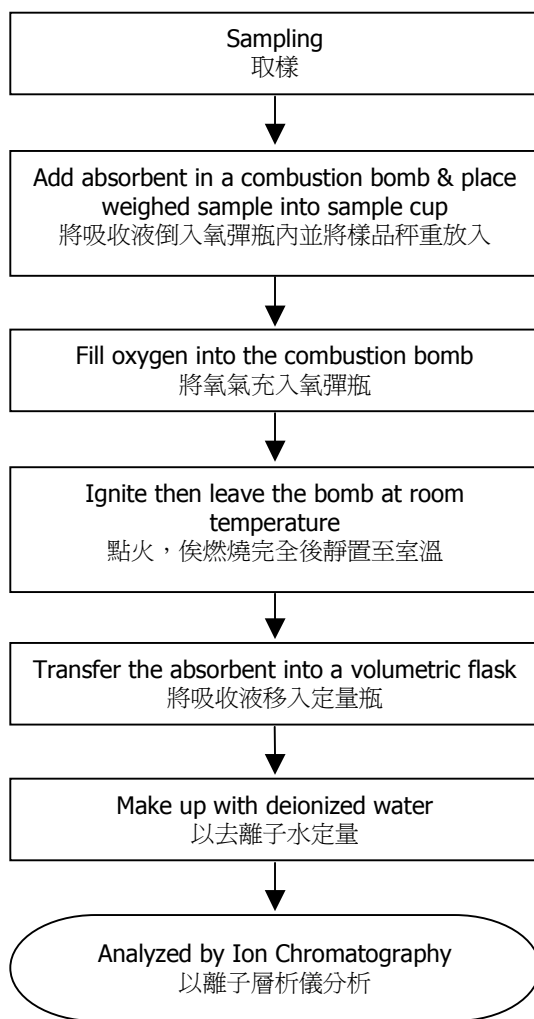 Sampling
取樣
Add absorbent in a combustion bomb & place
weighed sample into sample cup
將吸收液倒入氧彈瓶內並將樣品秤重放入
Fill oxygen into the combustion bomb
將氧氣充入氧彈瓶
Ignite then leave the bomb at room
temperature
點火，俟燃燒完全後靜置至室溫
Transfer the absorbent into a volumetric flask
將吸收液移入定量瓶
Make up with deionized water
以去離子水定量
Analyzed by Ion Chromatography
以離子層析儀分析